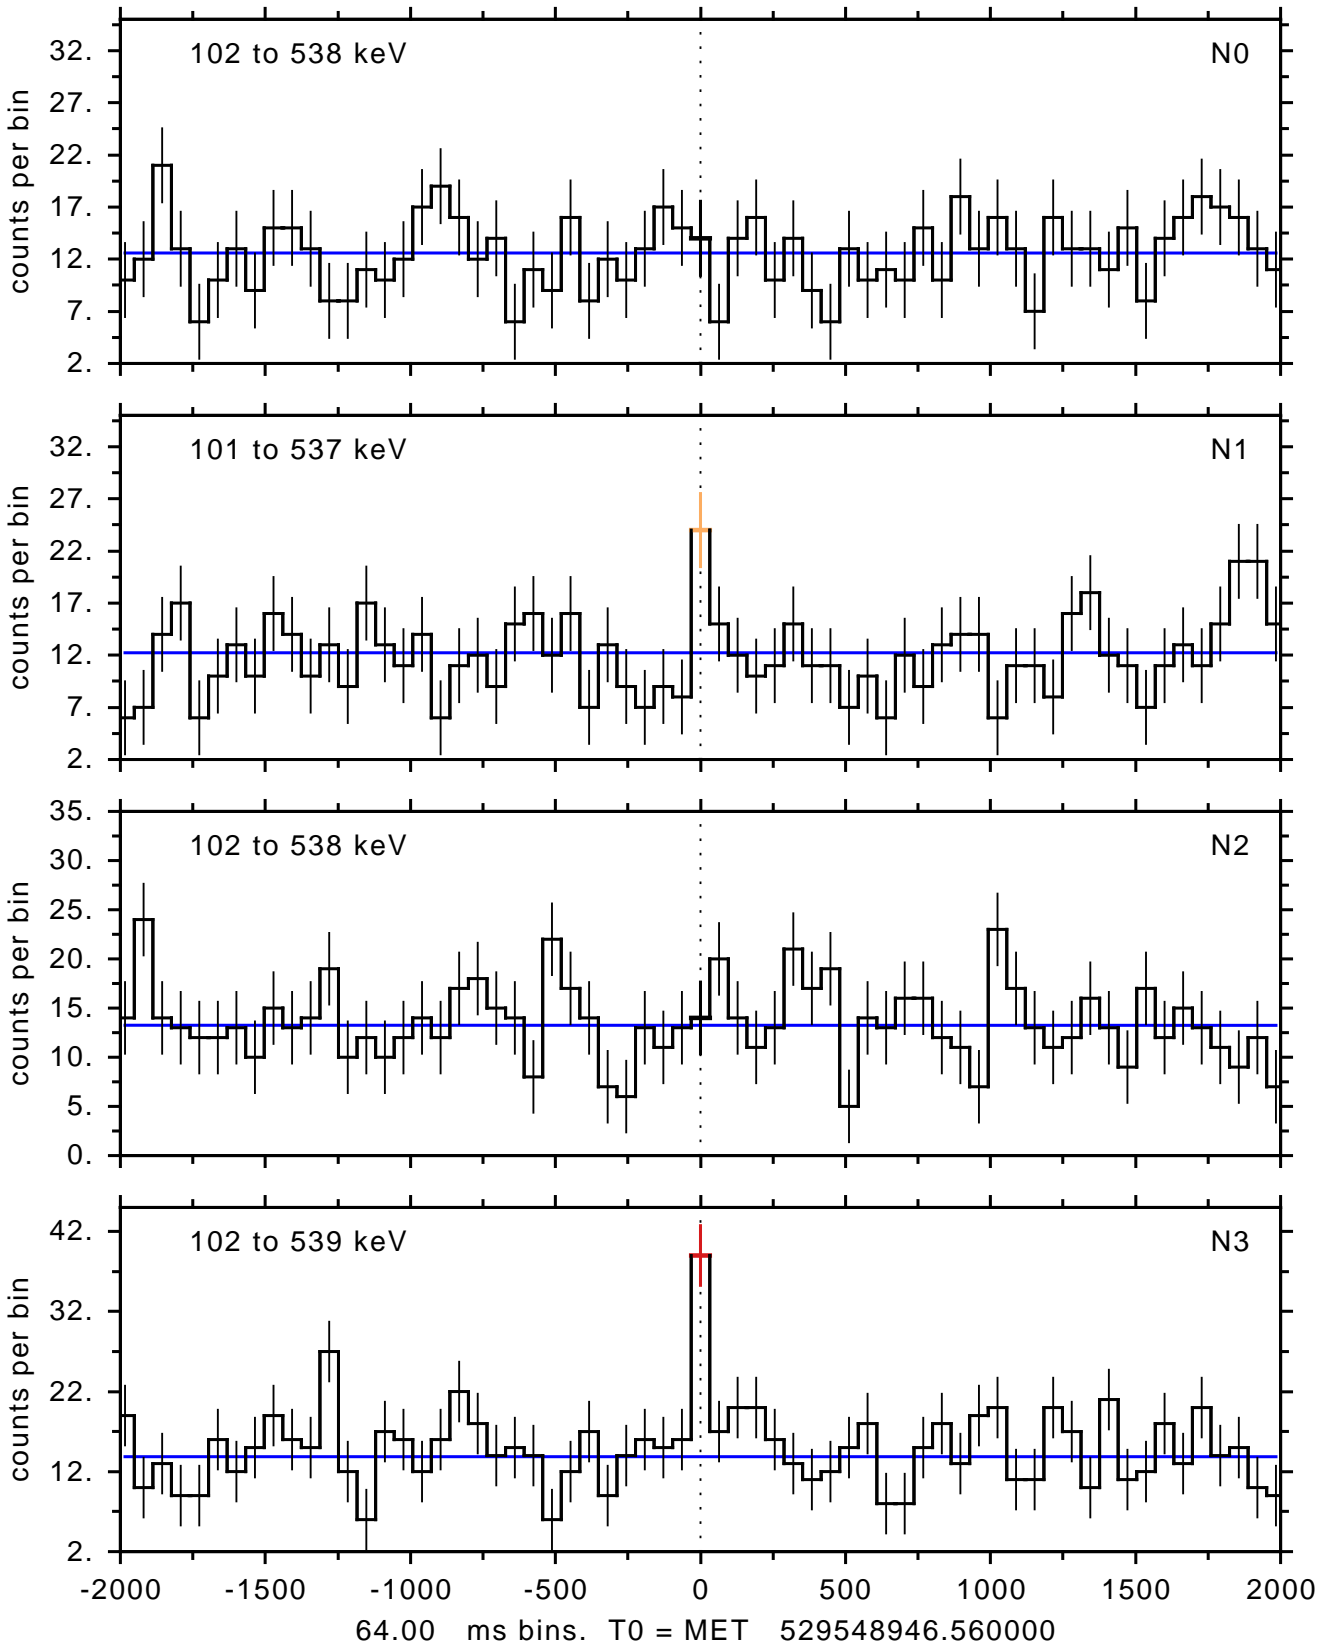 102 to 538 keV N0
32.
27.
22.
17.
12.
7.
2.
counts per bin
101 to 537 keV N1
32.
27.
22.
17.
12.
7.
2.
counts per bin
102 to 538 keV N2
35.
30.
25.
20.
15.
10.
5.
0.
counts per bin
102 to 539 keV N3
42.
32.
22.
12.
2.
counts per bin
-2000 -1500 -1000 -500 0 500 1000 1500 2000
64.00 ms bins. T0 = MET 529548946.560000